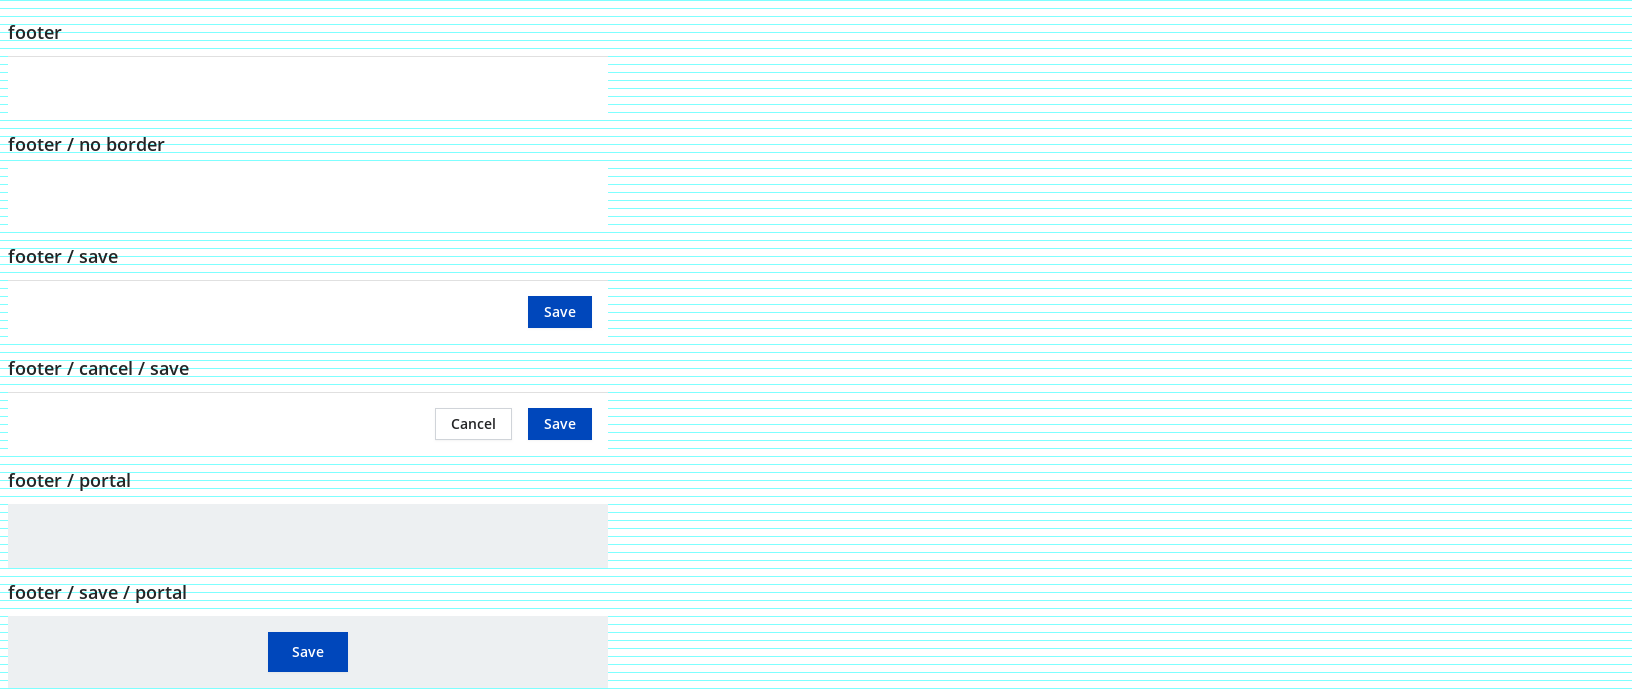 footer
footer / no border
footer / save
Save
footer / cancel / save
Cancel Save
footer / portal
footer / save / portal
Save